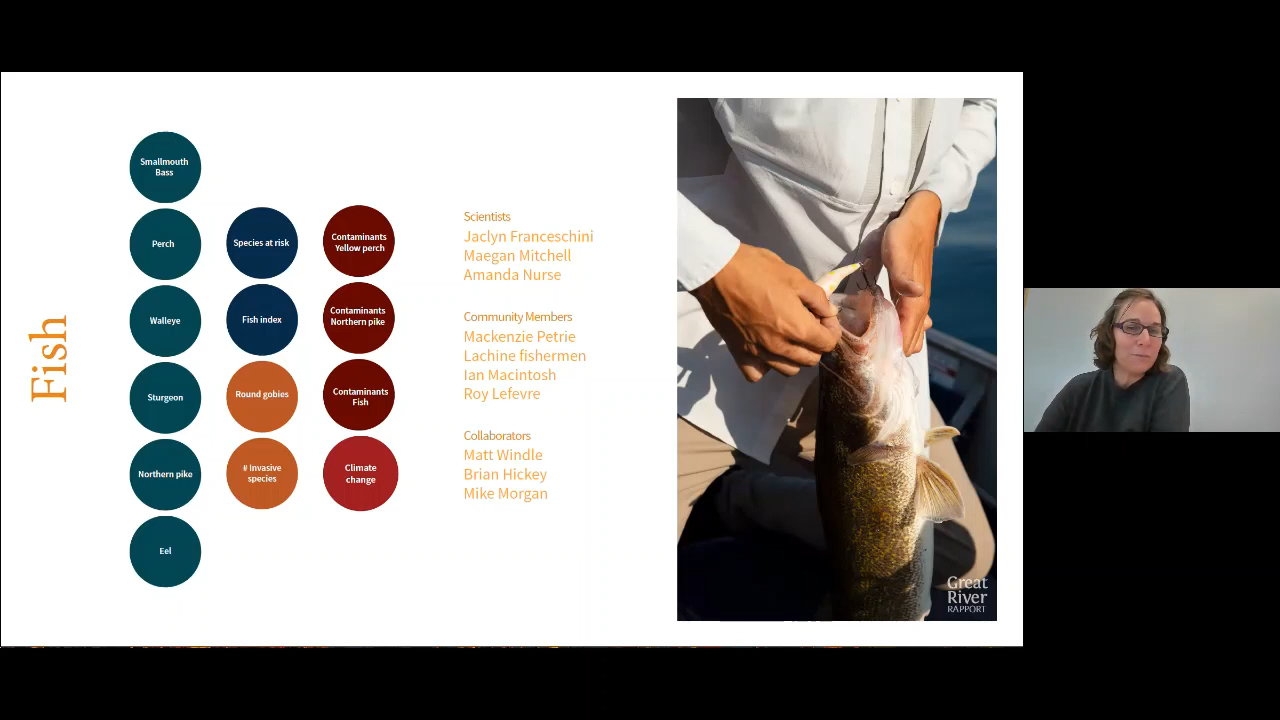 Fish
Smallmouth
Bass
Perch
Walleye
Sturgeon
Northern pike
Eel
Species at risk
Fish index
Round gobies
# Invasive
species
Contaminants
Yellow perch
Contaminants
Northern pike
Contaminants
Fish
Climate
change
Scientists
Jaclyn Franceschini
Maegan Mitchell
Amanda Nurse
Community Members
Mackenzie Petrie
Lachine fishermen
Ian Macintosh
Roy Lefevre
Collaborators
Matt Windle
Brian Hickey
Mike Morgan
Great
River
RAPPORT